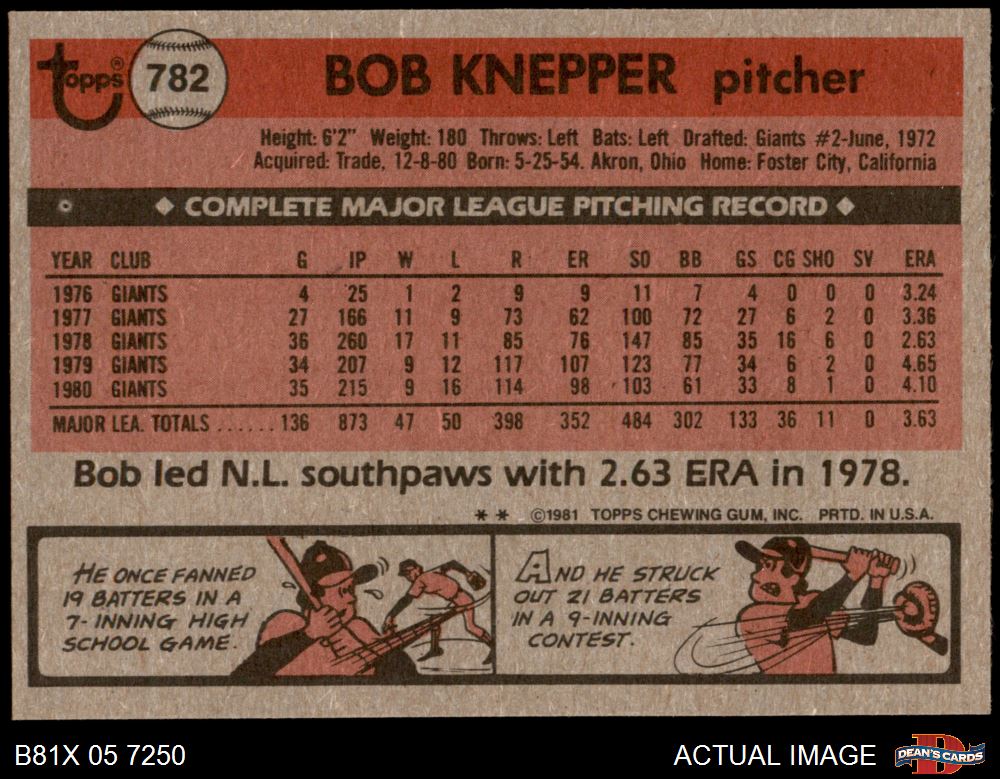 topps® 782 BOB KNEPPER pitcher
Height: 6'2" Weight: 180 Throws: Left Bats: Left Drafted: Giants #2-June, 1972
Acquired: Trade, 12-8-80 Born: 5-25-54. Akron, Ohio Home: Foster City, California
◆ COMPLETE MAJOR LEAGUE PITCHING RECORD ◆
YEAR CLUB G IP W L R ER SO BB GS CG SHO SV ERA
1976 GIANTS 4 25 1 2 9 9 11 7 4 0 0 0 3.24
1977 GIANTS 27 166 11 9 73 62 100 72 27 6 2 0 3.36
1978 GIANTS 36 260 17 11 85 76 147 85 35 16 6 0 2.63
1979 GIANTS 34 207 9 12 117 107 123 77 34 6 2 0 4.65
1980 GIANTS 35 215 9 16 114 98 103 61 33 8 1 0 4.10
MAJOR LEA. TOTALS ...... 136 873 47 50 398 352 484 302 133 36 11 0 3.63
Bob led N.L. southpaws with 2.63 ERA in 1978.
** ©1981 TOPPS CHEWING GUM, INC. PRTD. IN U.S.A.
HE ONCE FANNED
19 BATTERS IN A
7-INNING HIGH
SCHOOL GAME.
AND HE STRUCK
OUT 21 BATTERS
IN A 9-INNING
CONTEST.
B81X 05 7250 ACTUAL IMAGE DEAN'S CARDS